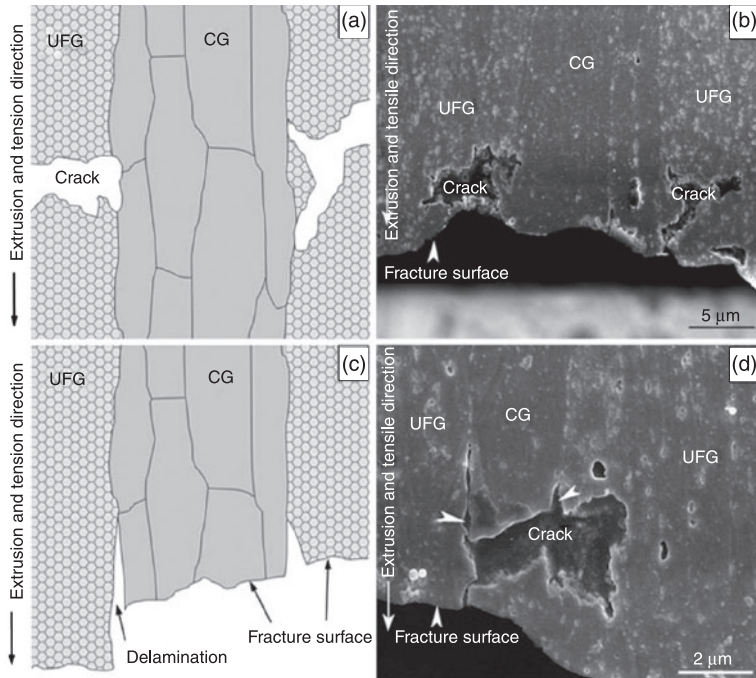 (a)
UFG
CG
Crack
Extrusion and tension direction
(b)
CG
UFG
UFG
Crack
Crack
Extrusion and tensile direction
Fracture surface
5 μm
(c)
UFG
CG
Extrusion and tension direction
Fracture surface
Delamination
(d)
UFG
CG
UFG
Crack
Extrusion and tensile direction
Fracture surface
2 μm